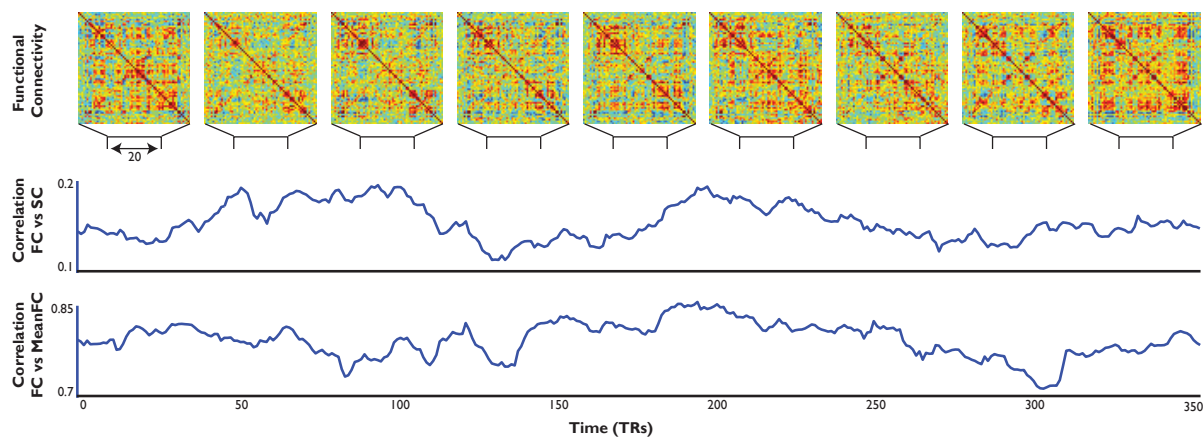 Functional
Connectivity
20
Correlation
FC vs SC
0.2
0.1
Correlation
FC vs MeanFC
0.85
0.7
0 50 100 150 200 250 300 350
Time (TRs)